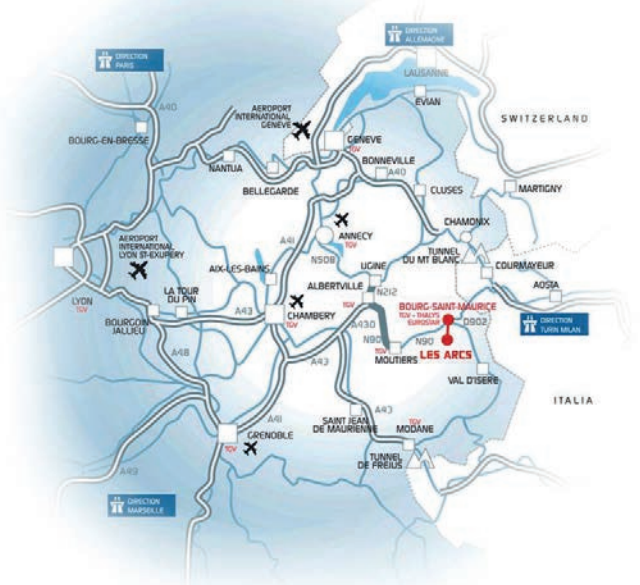 DIRECTION
ALLEMAGNE
DIRECTION
PARIS
LAUSANNE
A40
AEROPORT
INTERNATIONAL
GENÈVE
EVIAN
SWITZERLAND
BOURG-EN-BRESSE
GENEVE
TGV
BONNEVILLE
NANTUA
A40
BELLEGARDE
CLUSES
MARTIGNY
CHAMONIX
ANNECY
TGV
AEROPORT
INTERNATIONAL
LYON ST-EXUPERY
A41
TUNNEL
DU MT BLANC
N508
COURMAYEUR
AIX-LES-BAINS
UGINE
AOSTA
LA TOUR
DU PIN
ALBERTVILLE
N212
LYON
TGV
TGV
BOURG-SAINT-MAURICE
TGV - THALYS
EUROSTAR
BOURGOIN
JALLIEU
A43
CHAMBERY
TGV
A430
D902
DIRECTION
TURIN MILAN
N90
N90
LES ARCS
A48
A43
TGV
MOUTIERS
VAL D'ISERE
ITALIA
A41
SAINT JEAN
DE MAURIENNE
A43
TGV
MODANE
GRENOBLE
TGV
TUNNEL
DE FREJUS
A49
DIRECTION
MARSEILLE